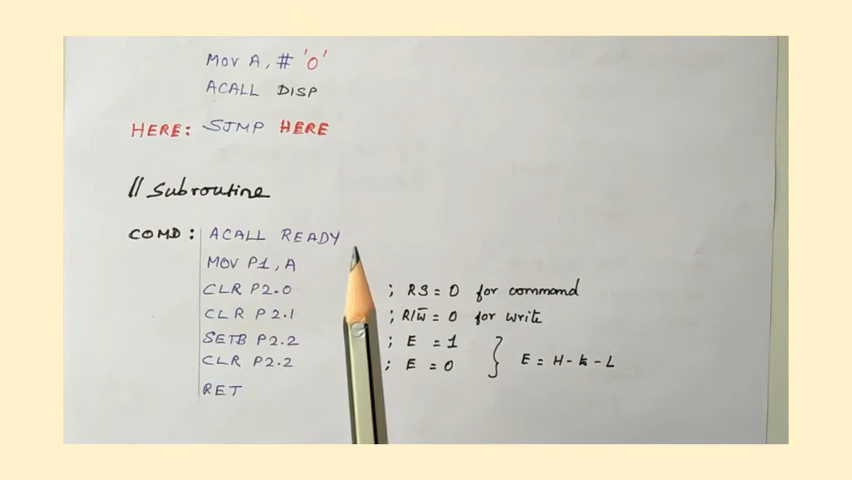 MOV A, # '0'
ACALL DISP
HERE: SJMP HERE
// Subroutine
COMD: ACALL READY
MOV P1, A
CLR P2.0 ; RS = 0 for command
CLR P2.1 ; R/W̅ = 0 for write
SETB P2.2 ; E = 1
CLR P2.2 ; E = 0 } E = H - to - L
RET